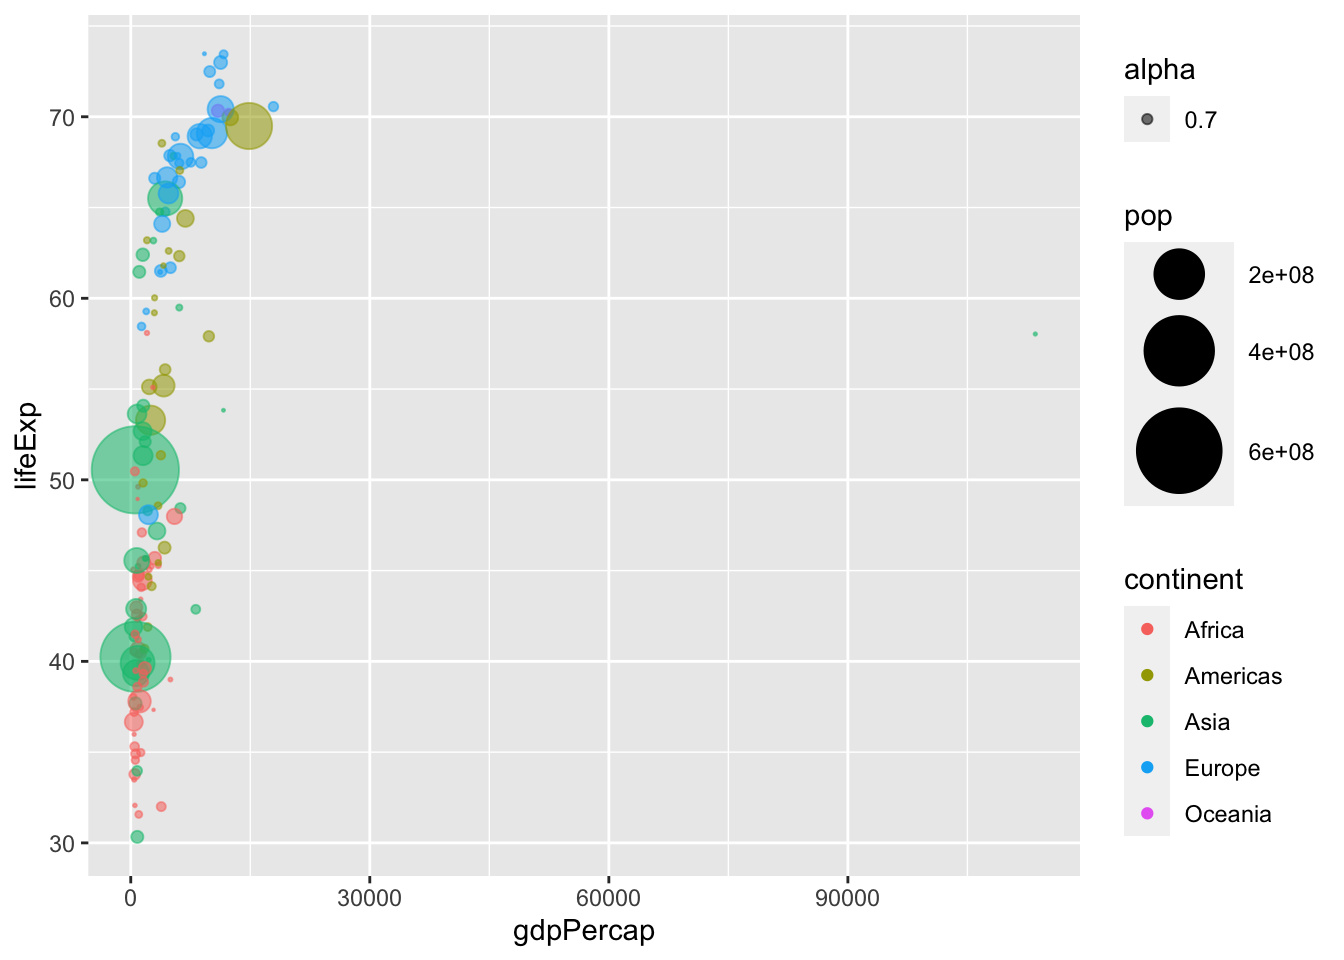 70
60
50
40
30
lifeExp
0
30000
60000
90000
gdpPercap
alpha
0.7
pop
2e+08
4e+08
6e+08
continent
Africa
Americas
Asia
Europe
Oceania